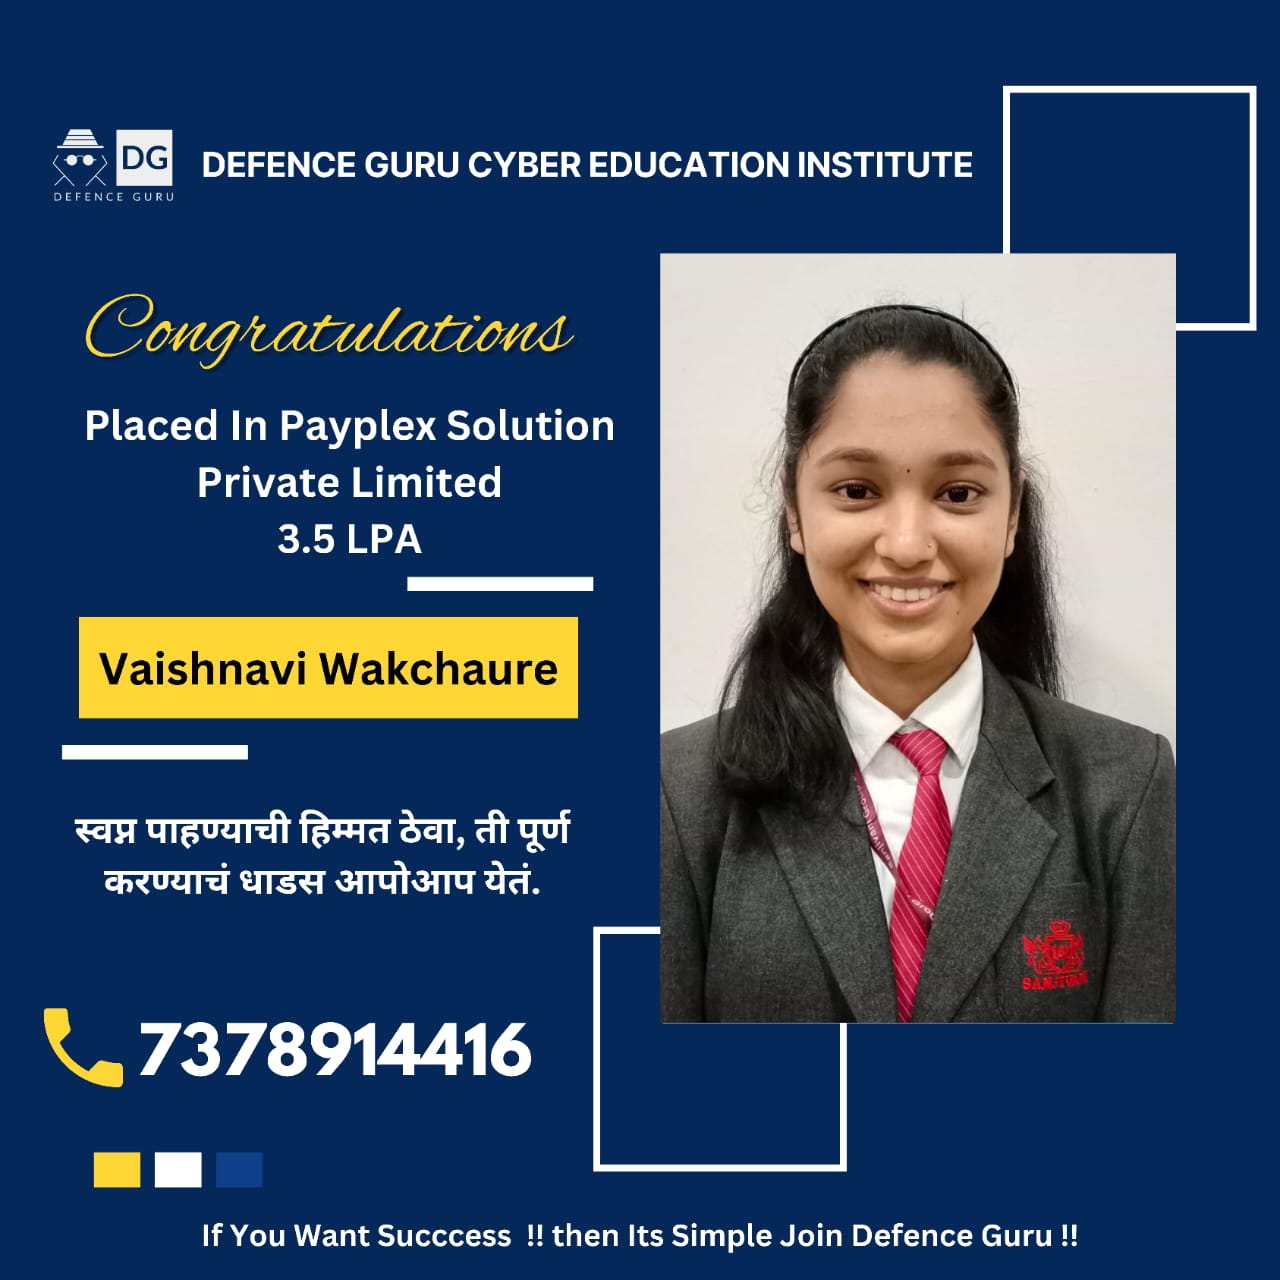 DG
DEFENCE GURU
DEFENCE GURU CYBER EDUCATION INSTITUTE
Congratulations
Placed In Payplex Solution
Private Limited
3.5 LPA
Vaishnavi Wakchaure
स्वप्न पाहण्याची हिम्मत ठेवा, ती पूर्ण
करण्याचं धाडस आपोआप येतं.
7378914416
If You Want Succcess !! then Its Simple Join Defence Guru !!